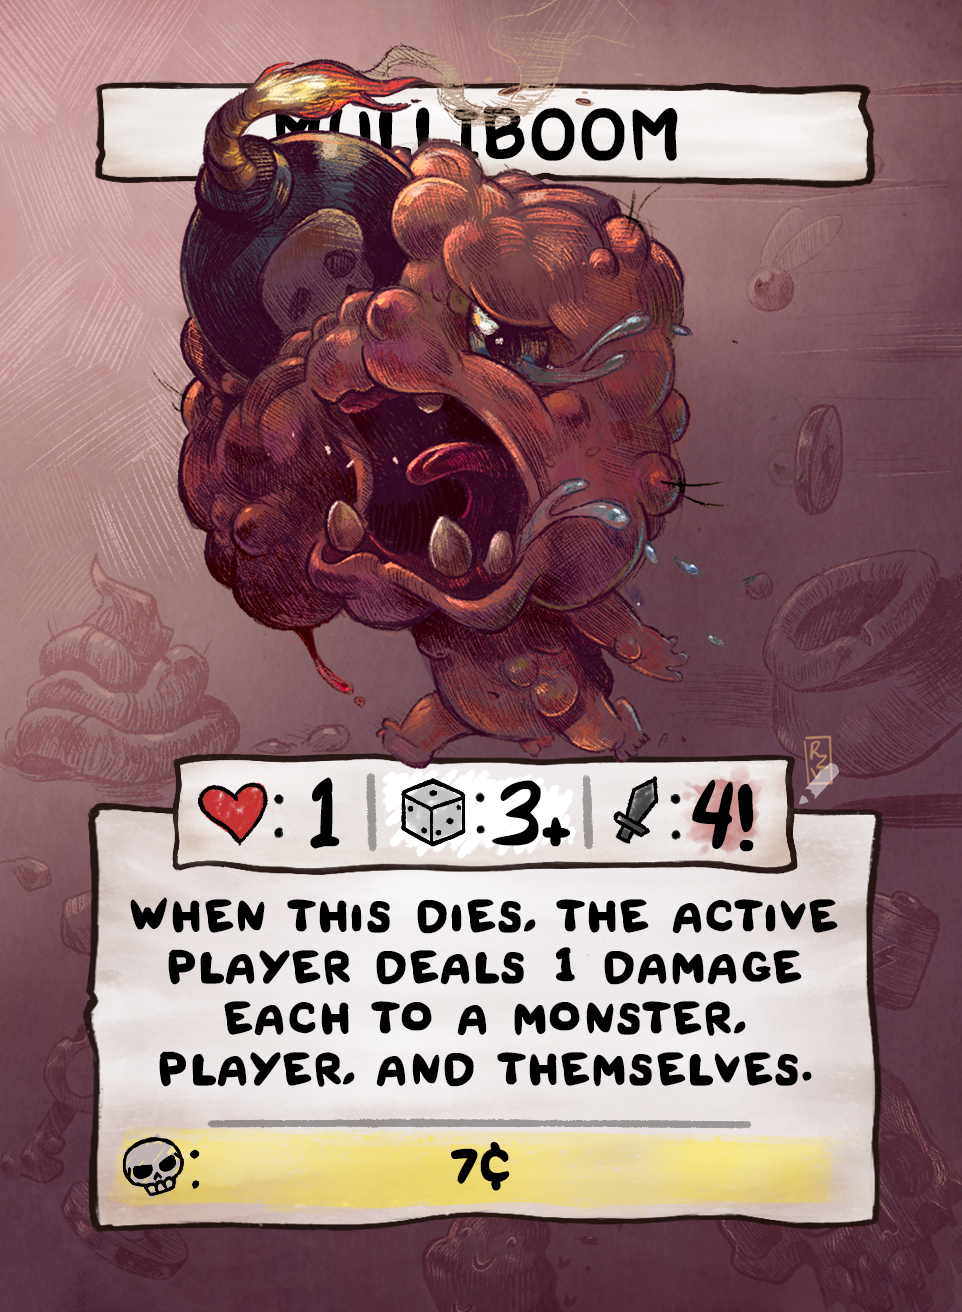 MULLIBOOM
: 1 | : 3+ | : 4!
WHEN THIS DIES, THE ACTIVE
PLAYER DEALS 1 DAMAGE
EACH TO A MONSTER,
PLAYER, AND THEMSELVES.
: 7¢